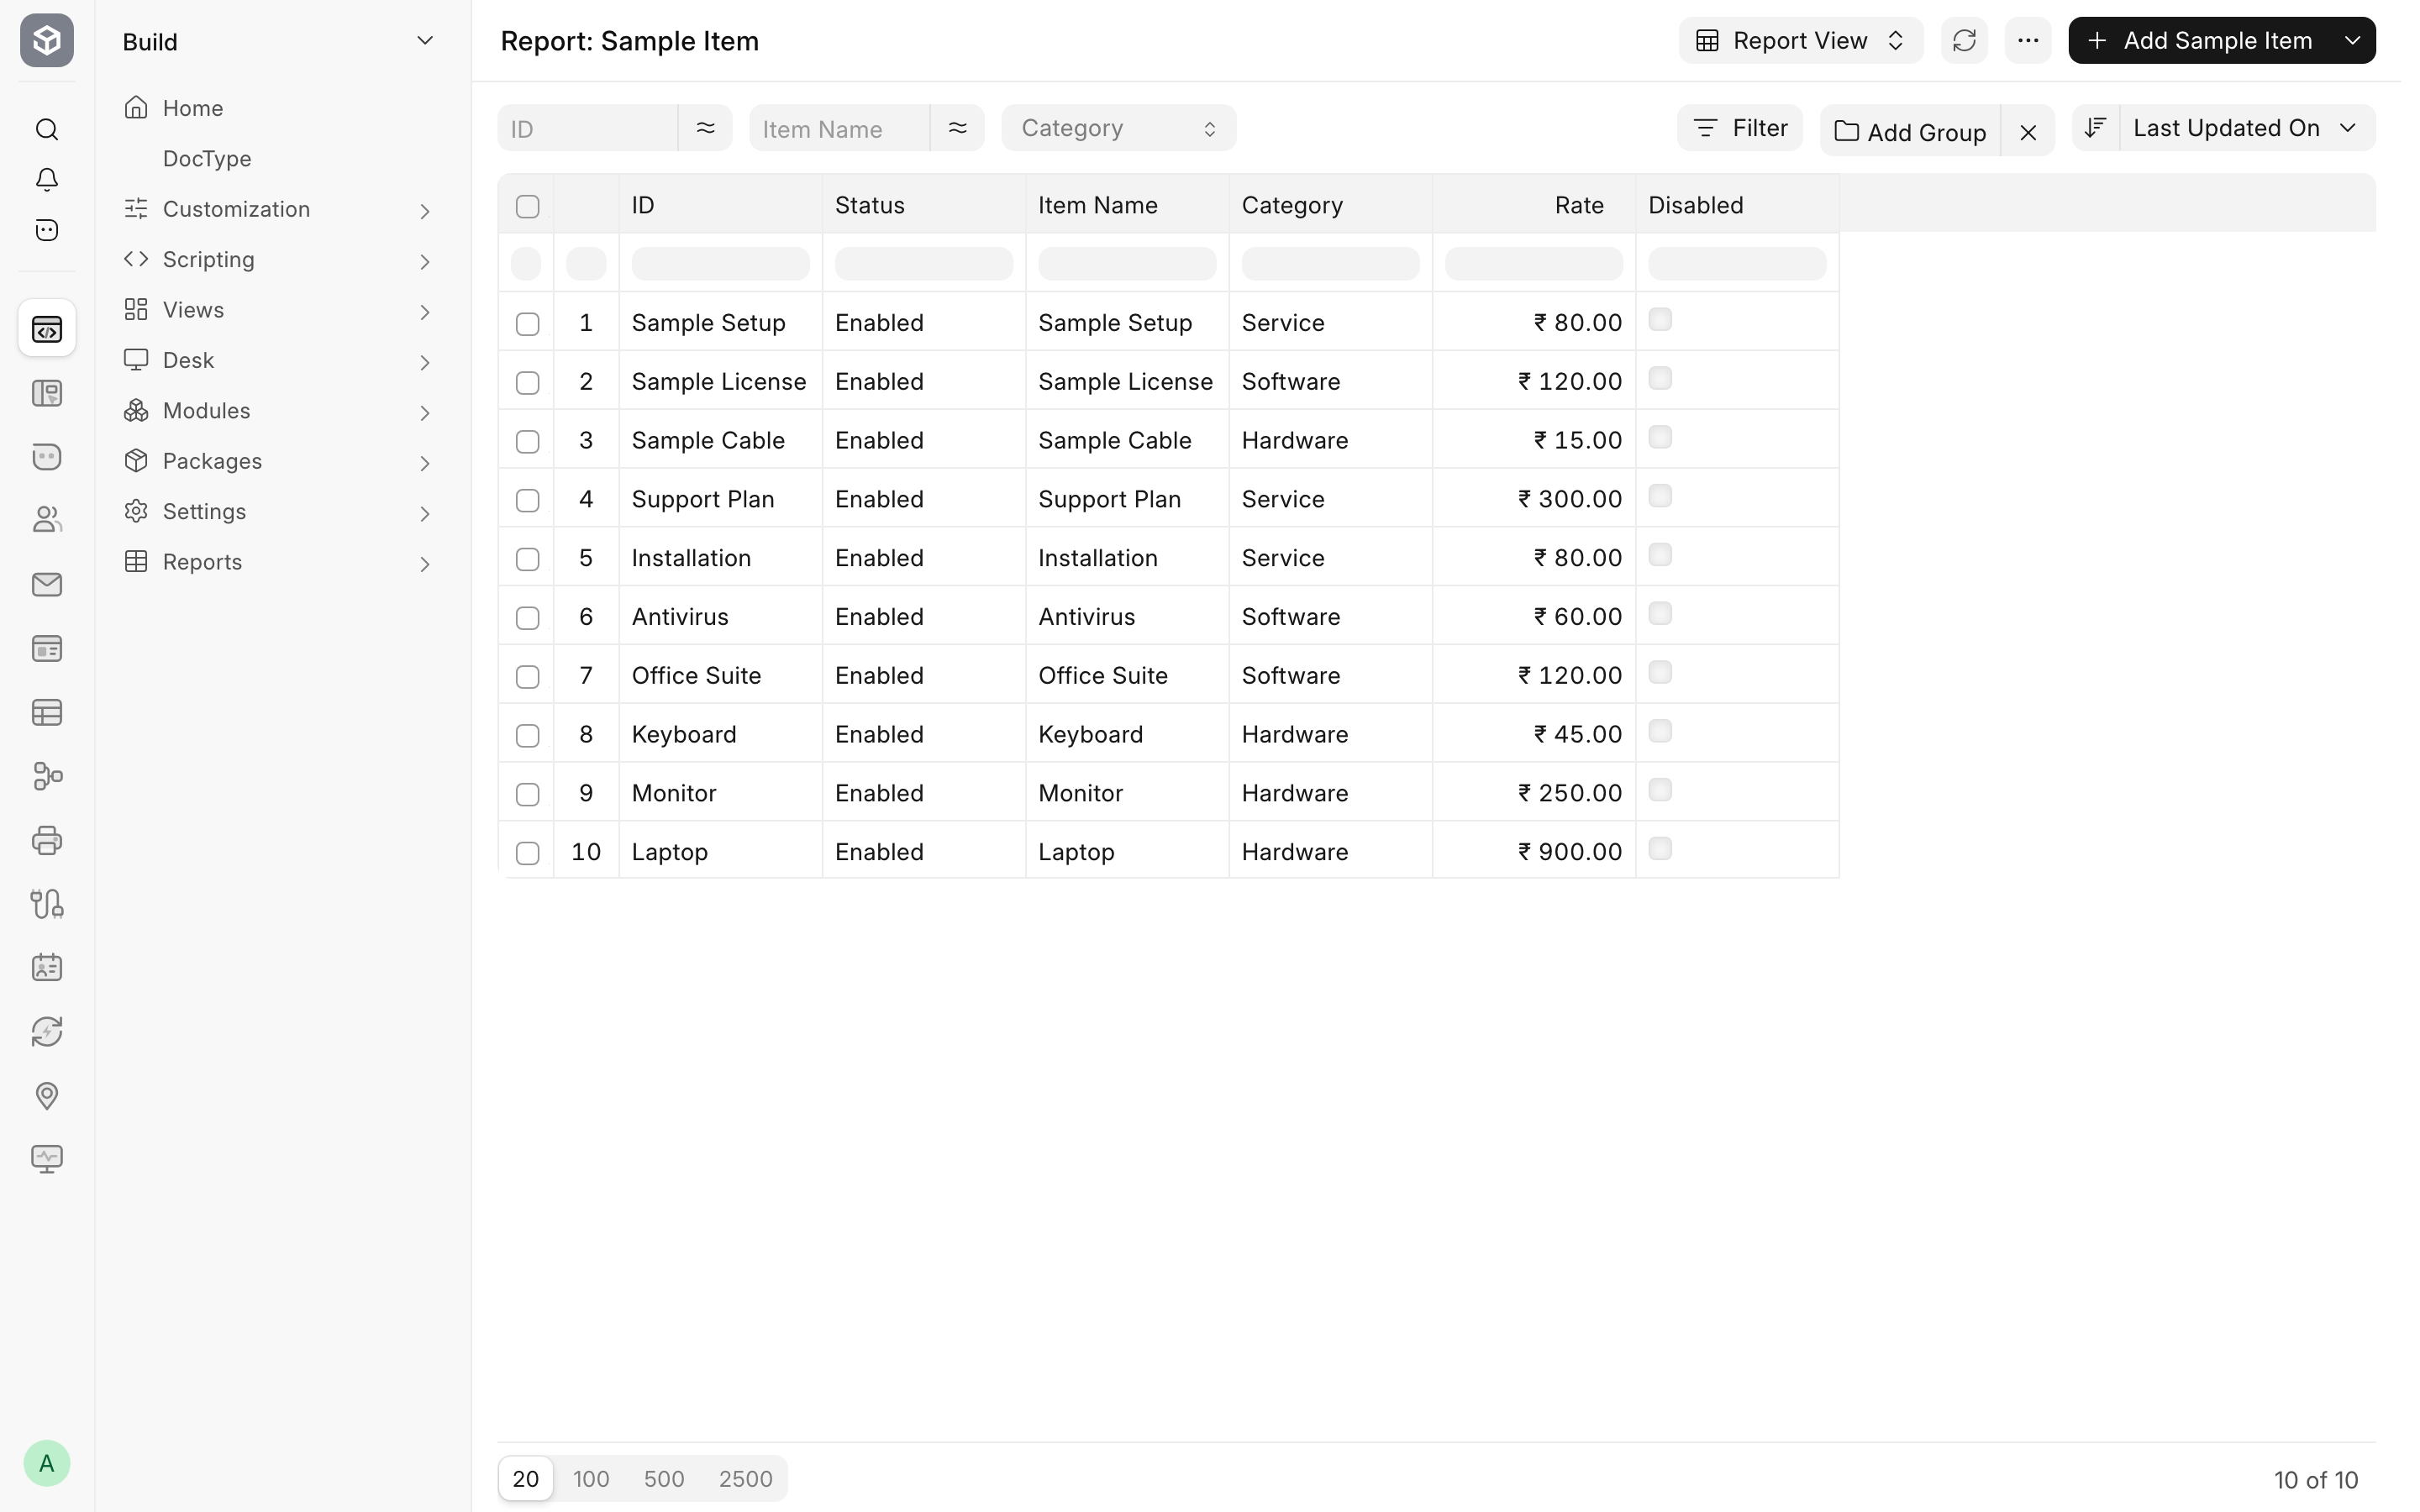 Build
Home
DocType
Customization
Scripting
Views
Desk
Modules
Packages
Settings
Reports
A
Report: Sample Item
Report View
Add Sample Item
ID
Item Name
Category
Filter
Add Group
Last Updated On
ID Status Item Name Category Rate Disabled
1 Sample Setup Enabled Sample Setup Service ₹ 80.00
2 Sample License Enabled Sample License Software ₹ 120.00
3 Sample Cable Enabled Sample Cable Hardware ₹ 15.00
4 Support Plan Enabled Support Plan Service ₹ 300.00
5 Installation Enabled Installation Service ₹ 80.00
6 Antivirus Enabled Antivirus Software ₹ 60.00
7 Office Suite Enabled Office Suite Software ₹ 120.00
8 Keyboard Enabled Keyboard Hardware ₹ 45.00
9 Monitor Enabled Monitor Hardware ₹ 250.00
10 Laptop Enabled Laptop Hardware ₹ 900.00
20 100 500 2500
10 of 10